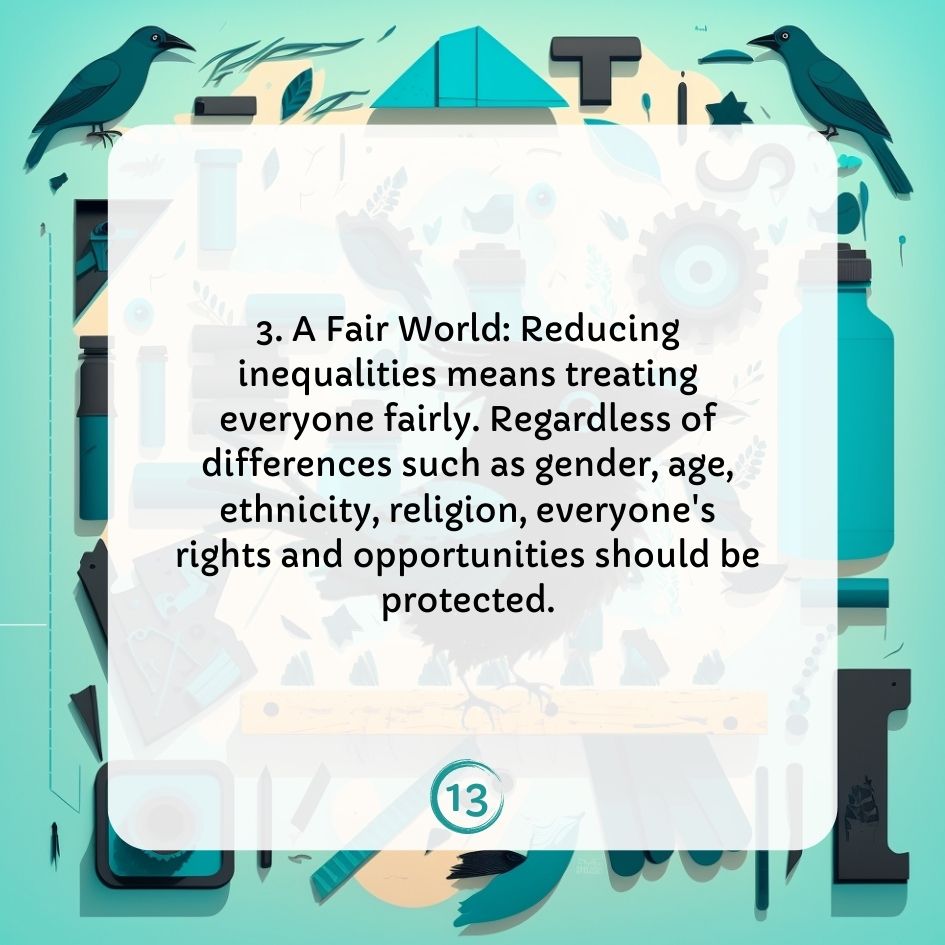 3. A Fair World: Reducing
inequalities means treating
everyone fairly. Regardless of
differences such as gender, age,
ethnicity, religion, everyone's
rights and opportunities should be
protected.
13